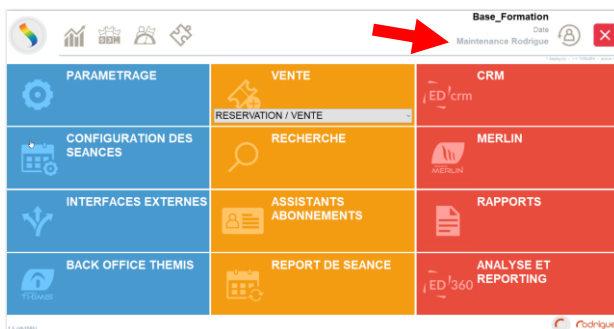 Base_Formation
Data
Maintenance Rodrigue
PARAMETRAGE
VENTE
RESERVATION / VENTE
CRM
ED'crm
CONFIGURATION DES
SEANCES
RECHERCHE
MERLIN
MERLIN
INTERFACES EXTERNES
ASSISTANTS
ABONNEMENTS
RAPPORTS
BACK OFFICE THEMIS
THEMIS
REPORT DE SEANCE
ANALYSE ET
REPORTING
ED'360
Rodrigue